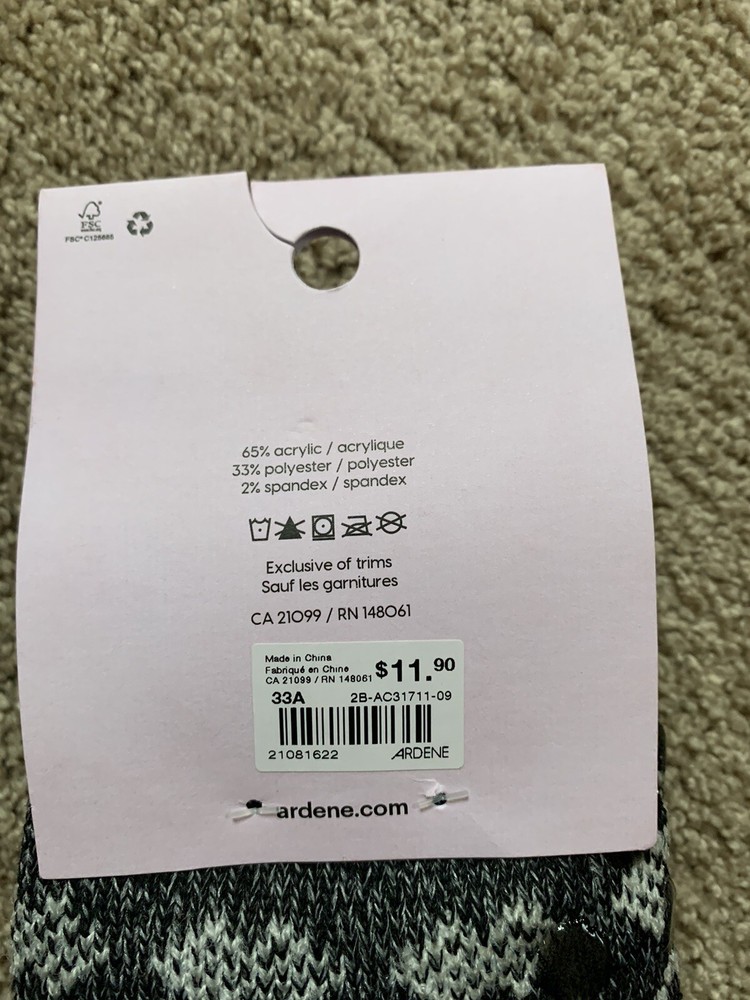 FSC
FSC® C125885
65% acrylic / acrylique
33% polyester / polyester
2% spandex / spandex
Exclusive of trims
Sauf les garnitures
CA 21099 / RN 148061
Made in China
Fabriqué en Chine
CA 21099 / RN 148061
$11.90
33A 2B-AC31711-09
21081622 ARDENE
ardene.com